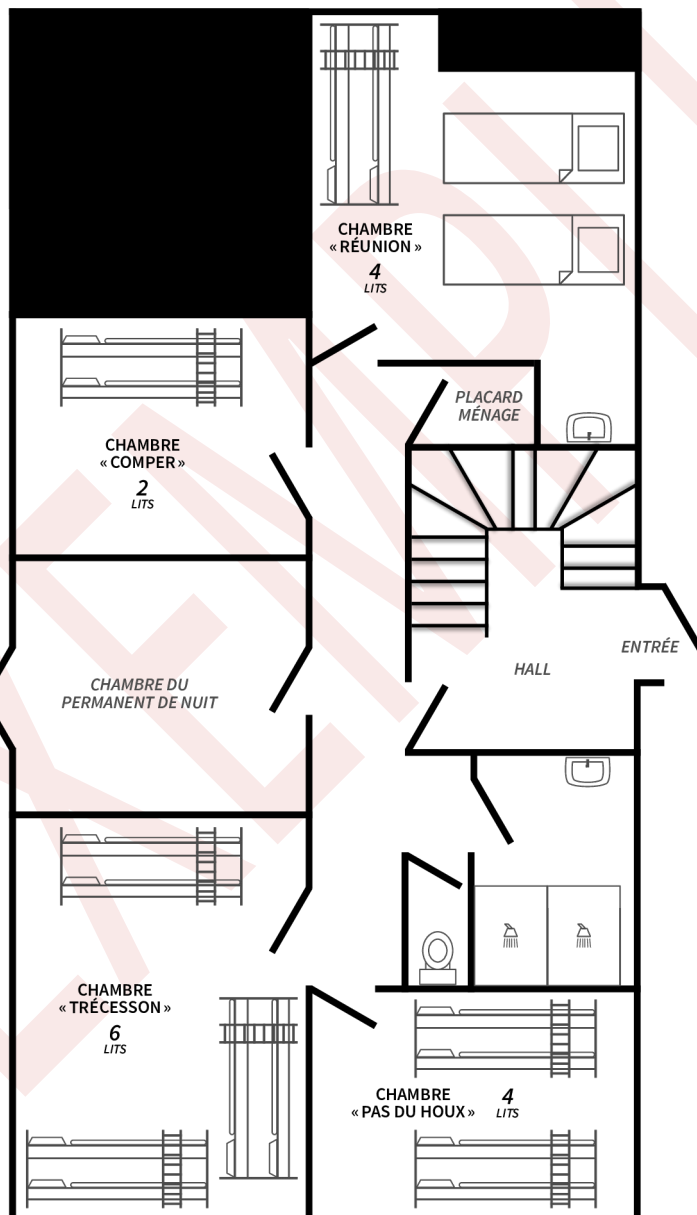 CHAMBRE
« RÉUNION »
4
LITS
PLACARD
MÉNAGE
CHAMBRE
« COMPER »
2
LITS
ENTRÉE
HALL
CHAMBRE DU
PERMANENT DE NUIT
CHAMBRE
« TRÉCESSON »
6
LITS
CHAMBRE
« PAS DU HOUX »
4
LITS